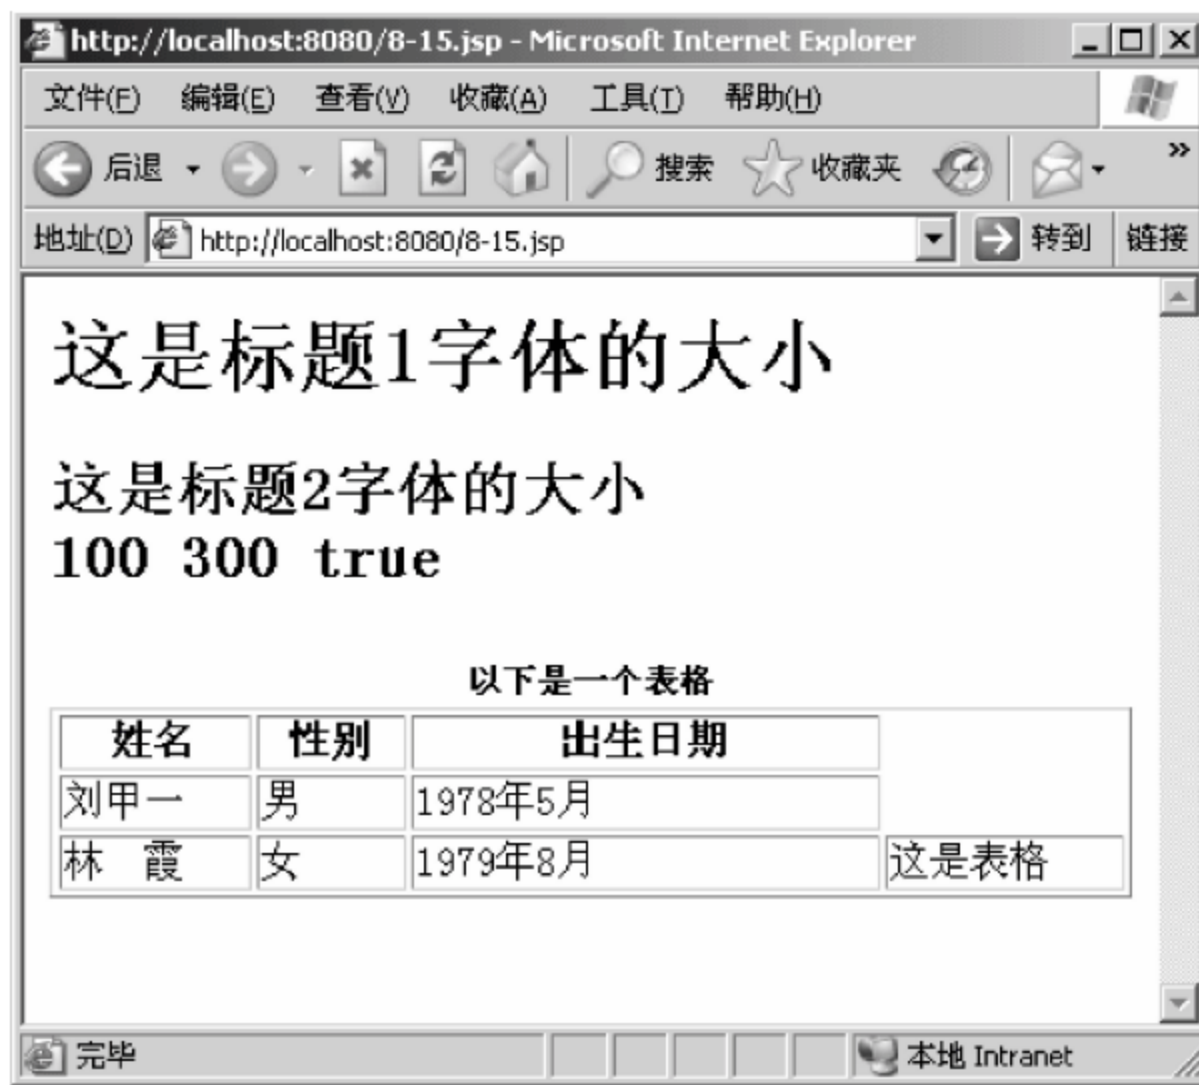 http://localhost:8080/8-15.jsp - Microsoft Internet Explorer
文件(F) 编辑(E) 查看(V) 收藏(A) 工具(T) 帮助(H)
后退 搜索 收藏夹 »
地址(D) http://localhost:8080/8-15.jsp 转到 链接
这是标题1字体的大小
这是标题2字体的大小
100 300 true
以下是一个表格
姓名 性别 出生日期
刘甲一 男 1978年5月
林 霞 女 1979年8月 这是表格
完毕 本地 Intranet